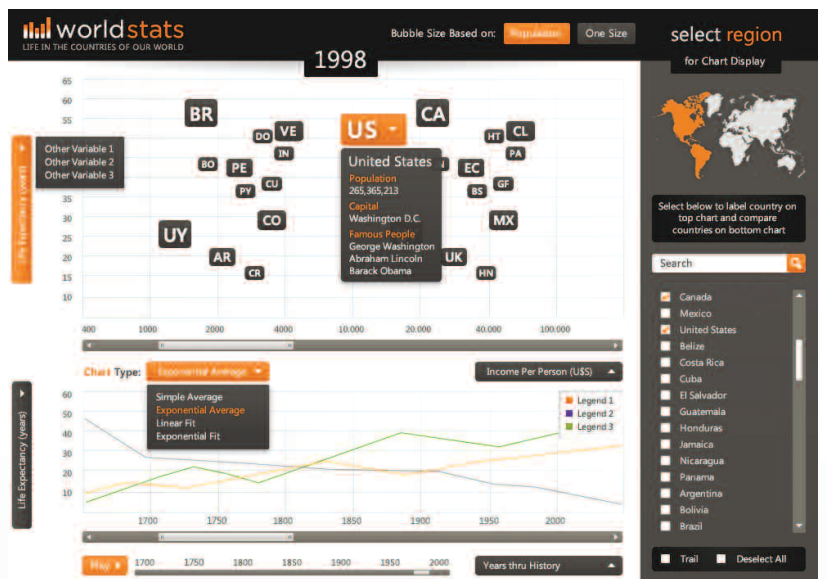 worldstats
LIFE IN THE COUNTRIES OF OUR WORLD
Bubble Size Based on: Population One Size
select region
for Chart Display
1998
65
60
55
35
30
25
20
15
10
BR
DO
VE
US
CA
HT
CL
BO
PE
IN
PA
PY
CU
EC
BS
GF
UY
CO
MX
AR
CR
UK
HN
Other Variable 1
Other Variable 2
Other Variable 3
Life Expectancy (years)
United States
Population
265,365,213
Capital
Washington D.C.
Famous People
George Washington
Abraham Lincoln
Barack Obama
400 1000 2000 4000 10.000 20.000 40.000 100.000
Select below to label country on
top chart and compare
countries on bottom chart
Search
Canada
Mexico
United States
Belize
Costa Rica
Cuba
El Salvador
Guatemala
Honduras
Jamaica
Nicaragua
Panama
Argentina
Bolivia
Brazil
Trail Deselect All
Chart Type: Exponential Average
Income Per Person (U$S)
Simple Average
Exponential Average
Linear Fit
Exponential Fit
Life Expectancy (years)
60
50
40
30
20
10
Legend 1
Legend 2
Legend 3
1700 1750 1800 1850 1900 1950 2000
May 1700 1750 1800 1850 1900 1950 2000
Years thru History